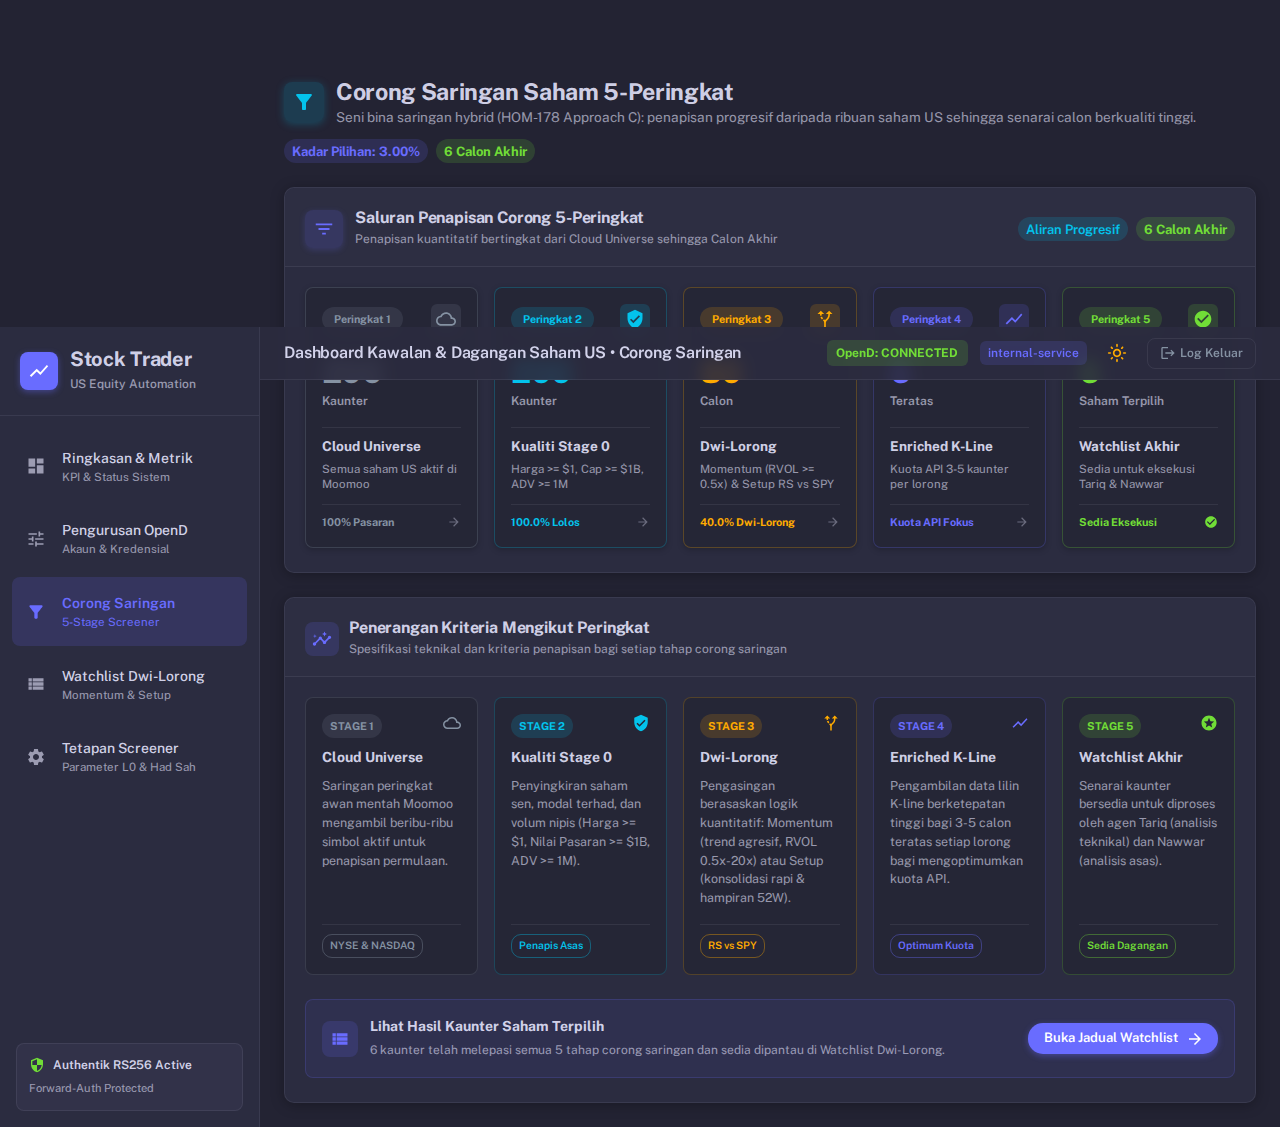 Corong Saringan Saham 5-Peringkat
Seni bina saringan hybrid (HOM-178 Approach C): penapisan progresif daripada ribuan saham US sehingga senarai calon berkualiti tinggi.
Kadar Pilihan: 3.00%
6 Calon Akhir
Saluran Penapisan Corong 5-Peringkat
Penapisan kuantitatif bertingkat dari Cloud Universe sehingga Calon Akhir
Aliran Progresif
6 Calon Akhir
Peringkat 1
Peringkat 2
Peringkat 3
Peringkat 4
Peringkat 5
Stock Trader
US Equity Automation
Dashboard Kawalan & Dagangan Saham US • Corong Saringan
OpenD: CONNECTED
internal-service
Log Keluar
Kaunter
Cloud Universe
Semua saham US aktif di
Moomoo
100% Pasaran
Kaunter
Kualiti Stage 0
Harga >= $1, Cap >= $1B,
ADV >= 1M
100.0% Lolos
Calon
Dwi-Lorong
Momentum (RVOL >=
0.5x) & Setup RS vs SPY
40.0% Dwi-Lorong
Teratas
Enriched K-Line
Kuota API 3-5 kaunter
per lorong
Kuota API Fokus
Saham Terpilih
Watchlist Akhir
Sedia untuk eksekusi
Tariq & Nawwar
Sedia Eksekusi
Ringkasan & Metrik
KPI & Status Sistem
Pengurusan OpenD
Akaun & Kredensial
Corong Saringan
5-Stage Screener
Watchlist Dwi-Lorong
Momentum & Setup
Tetapan Screener
Parameter L0 & Had Sah
Penerangan Kriteria Mengikut Peringkat
Spesifikasi teknikal dan kriteria penapisan bagi setiap tahap corong saringan
STAGE 1
Cloud Universe
Saringan peringkat
awan mentah Moomoo
mengambil beribu-ribu
simbol aktif untuk
penapisan permulaan.
NYSE & NASDAQ
STAGE 2
Kualiti Stage 0
Penyingkiran saham
sen, modal terhad, dan
volum nipis (Harga >=
$1, Nilai Pasaran >= $1B,
ADV >= 1M).
Penapis Asas
STAGE 3
Dwi-Lorong
Pengasingan
berasaskan logik
kuantitatif: Momentum
(trend agresif, RVOL
0.5x-20x) atau Setup
(konsolidasi rapi &
hampiran 52W).
RS vs SPY
STAGE 4
Enriched K-Line
Pengambilan data lilin
K-line berketepatan
tinggi bagi 3-5 calon
teratas setiap lorong
bagi mengoptimumkan
kuota API.
Optimum Kuota
STAGE 5
Watchlist Akhir
Senarai kaunter
bersedia untuk diproses
oleh agen Tariq (analisis
teknikal) dan Nawwar
(analisis asas).
Sedia Dagangan
Lihat Hasil Kaunter Saham Terpilih
6 kaunter telah melepasi semua 5 tahap corong saringan dan sedia dipantau di Watchlist Dwi-Lorong.
Buka Jadual Watchlist
Authentik RS256 Active
Forward-Auth Protected